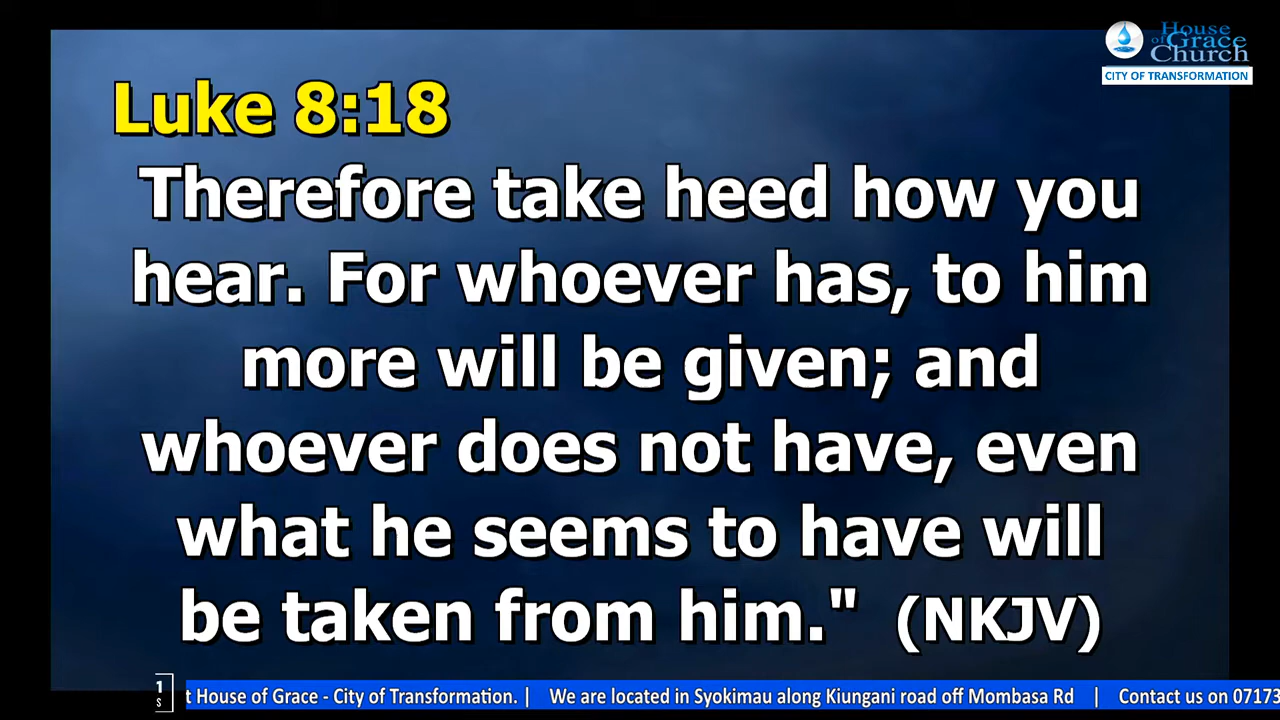 House
of Grace
Church
CITY OF TRANSFORMATION
Luke 8:18
Therefore take heed how you
hear. For whoever has, to him
more will be given; and
whoever does not have, even
what he seems to have will
be taken from him." (NKJV)
t House of Grace - City of Transformation. | We are located in Syokimau along Kiungani road off Mombasa Rd | Contact us on 07173